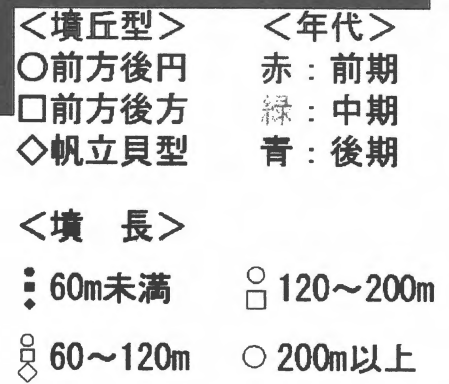 ＜墳丘型＞　＜年代＞
○前方後円　赤：前期
□前方後方　緑：中期
◇帆立貝型　青：後期
＜墳　長＞
60m未満　120～200m
60～120m　200m以上